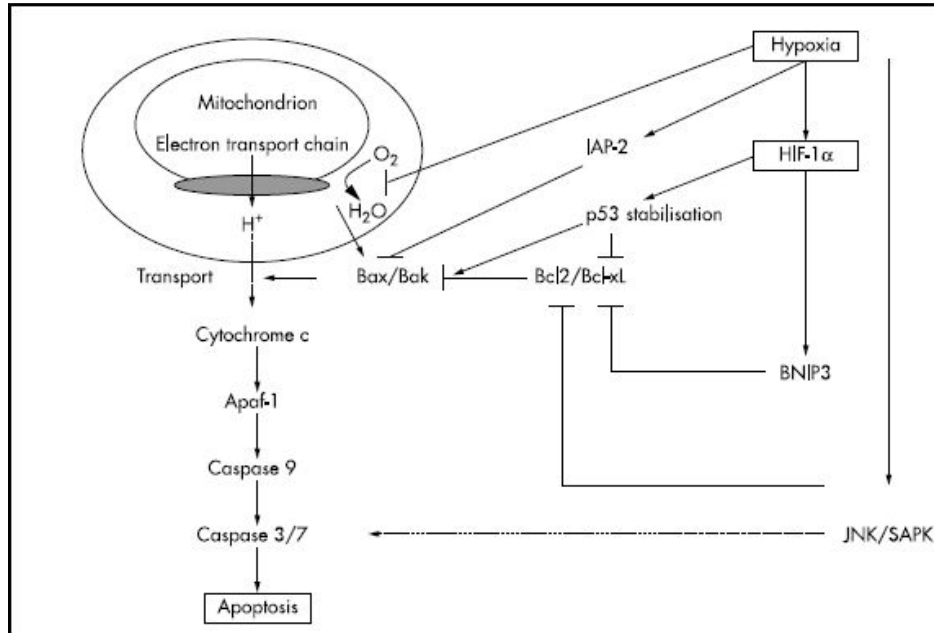 Hypoxia
Mitochondrion
Electron transport chain
O2
IAP-2
HIF-1α
H2O
p53 stabilisation
H+
Transport
Bax/Bak
Bcl2/Bcl-xL
Cytochrome c
BNIP3
Apaf-1
Caspase 9
Caspase 3/7
JNK/SAPK
Apoptosis